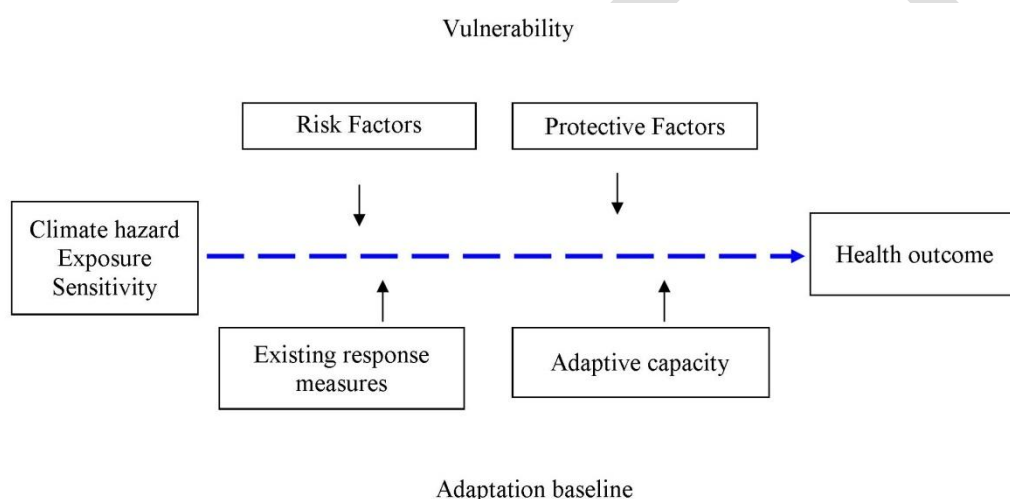 Vulnerability
Risk Factors
Protective Factors
Climate hazard
Exposure
Sensitivity
Health outcome
Existing response
measures
Adaptive capacity
Adaptation baseline